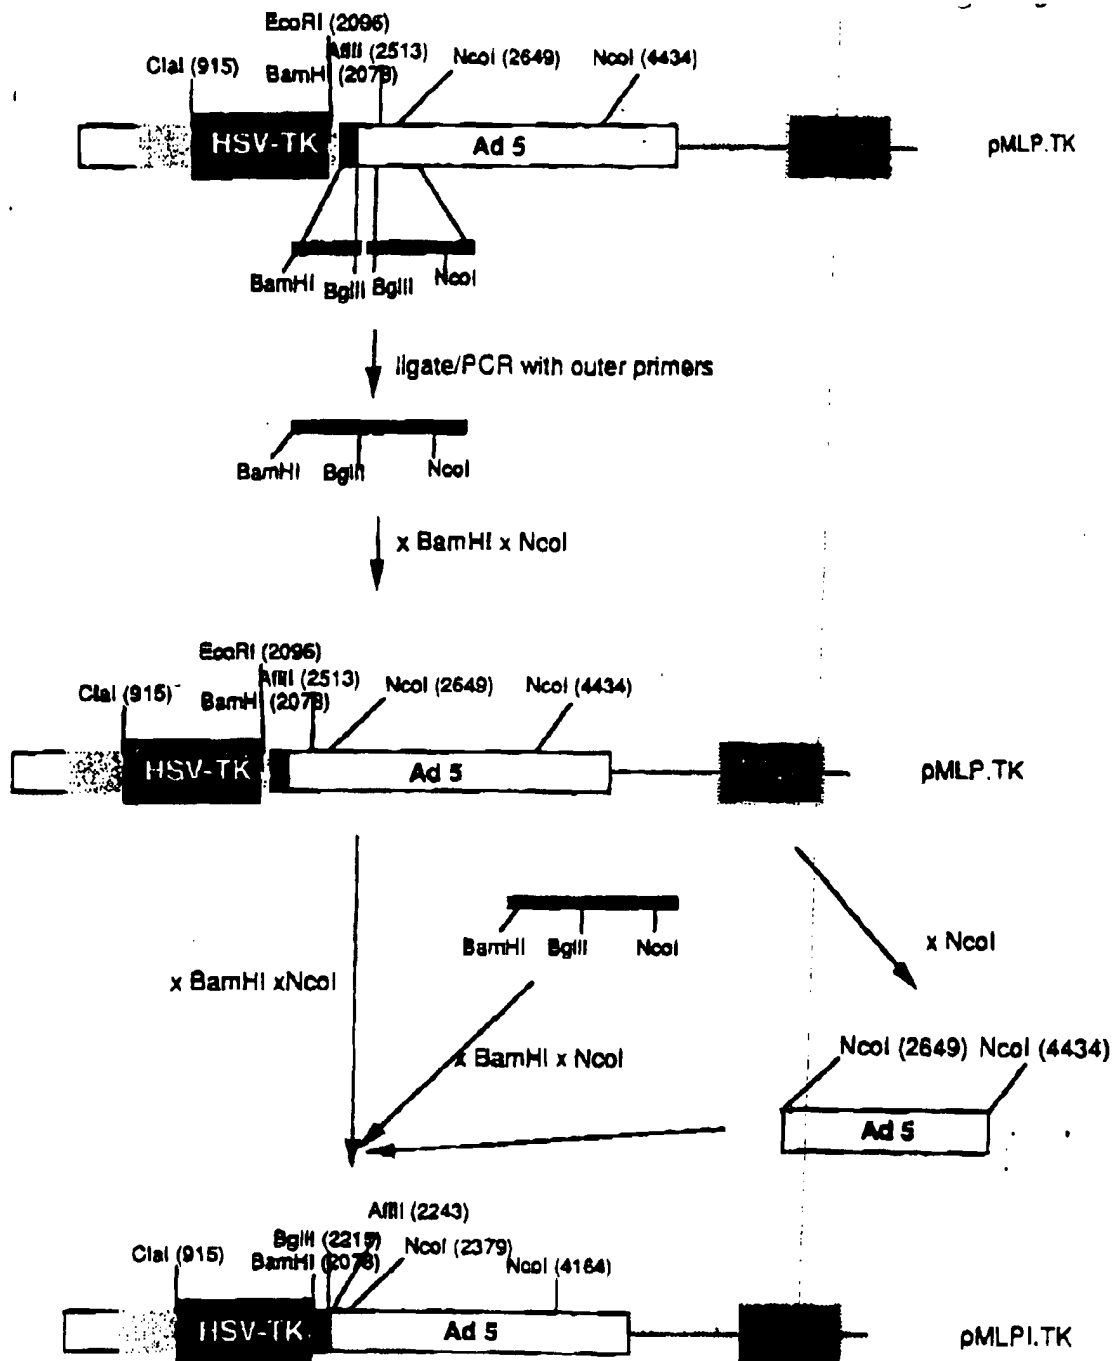 EcoRI (2096)
AflII (2513)
NcoI (2649)
NcoI (4434)
ClaI (915)
BamHI (2078)
HSV-TK
Ad 5
pMLP.TK
BamHI
BglII
BglII
NcoI
ligate/PCR with outer primers
BamHI
BglII
NcoI
x BamHI x NcoI
EcoRI (2096)
AflII (2513)
NcoI (2649)
NcoI (4434)
ClaI (915)
BamHI (2078)
HSV-TK
Ad 5
pMLP.TK
BamHI
BglII
NcoI
x NcoI
x BamHI xNcoI
x BamHI x NcoI
NcoI (2649) NcoI (4434)
Ad 5
AflII (2243)
BglII (2215)
NcoI (2379)
ClaI (915)
BamHI (2078)
NcoI (4164)
HSV-TK
Ad 5
pMLPI.TK